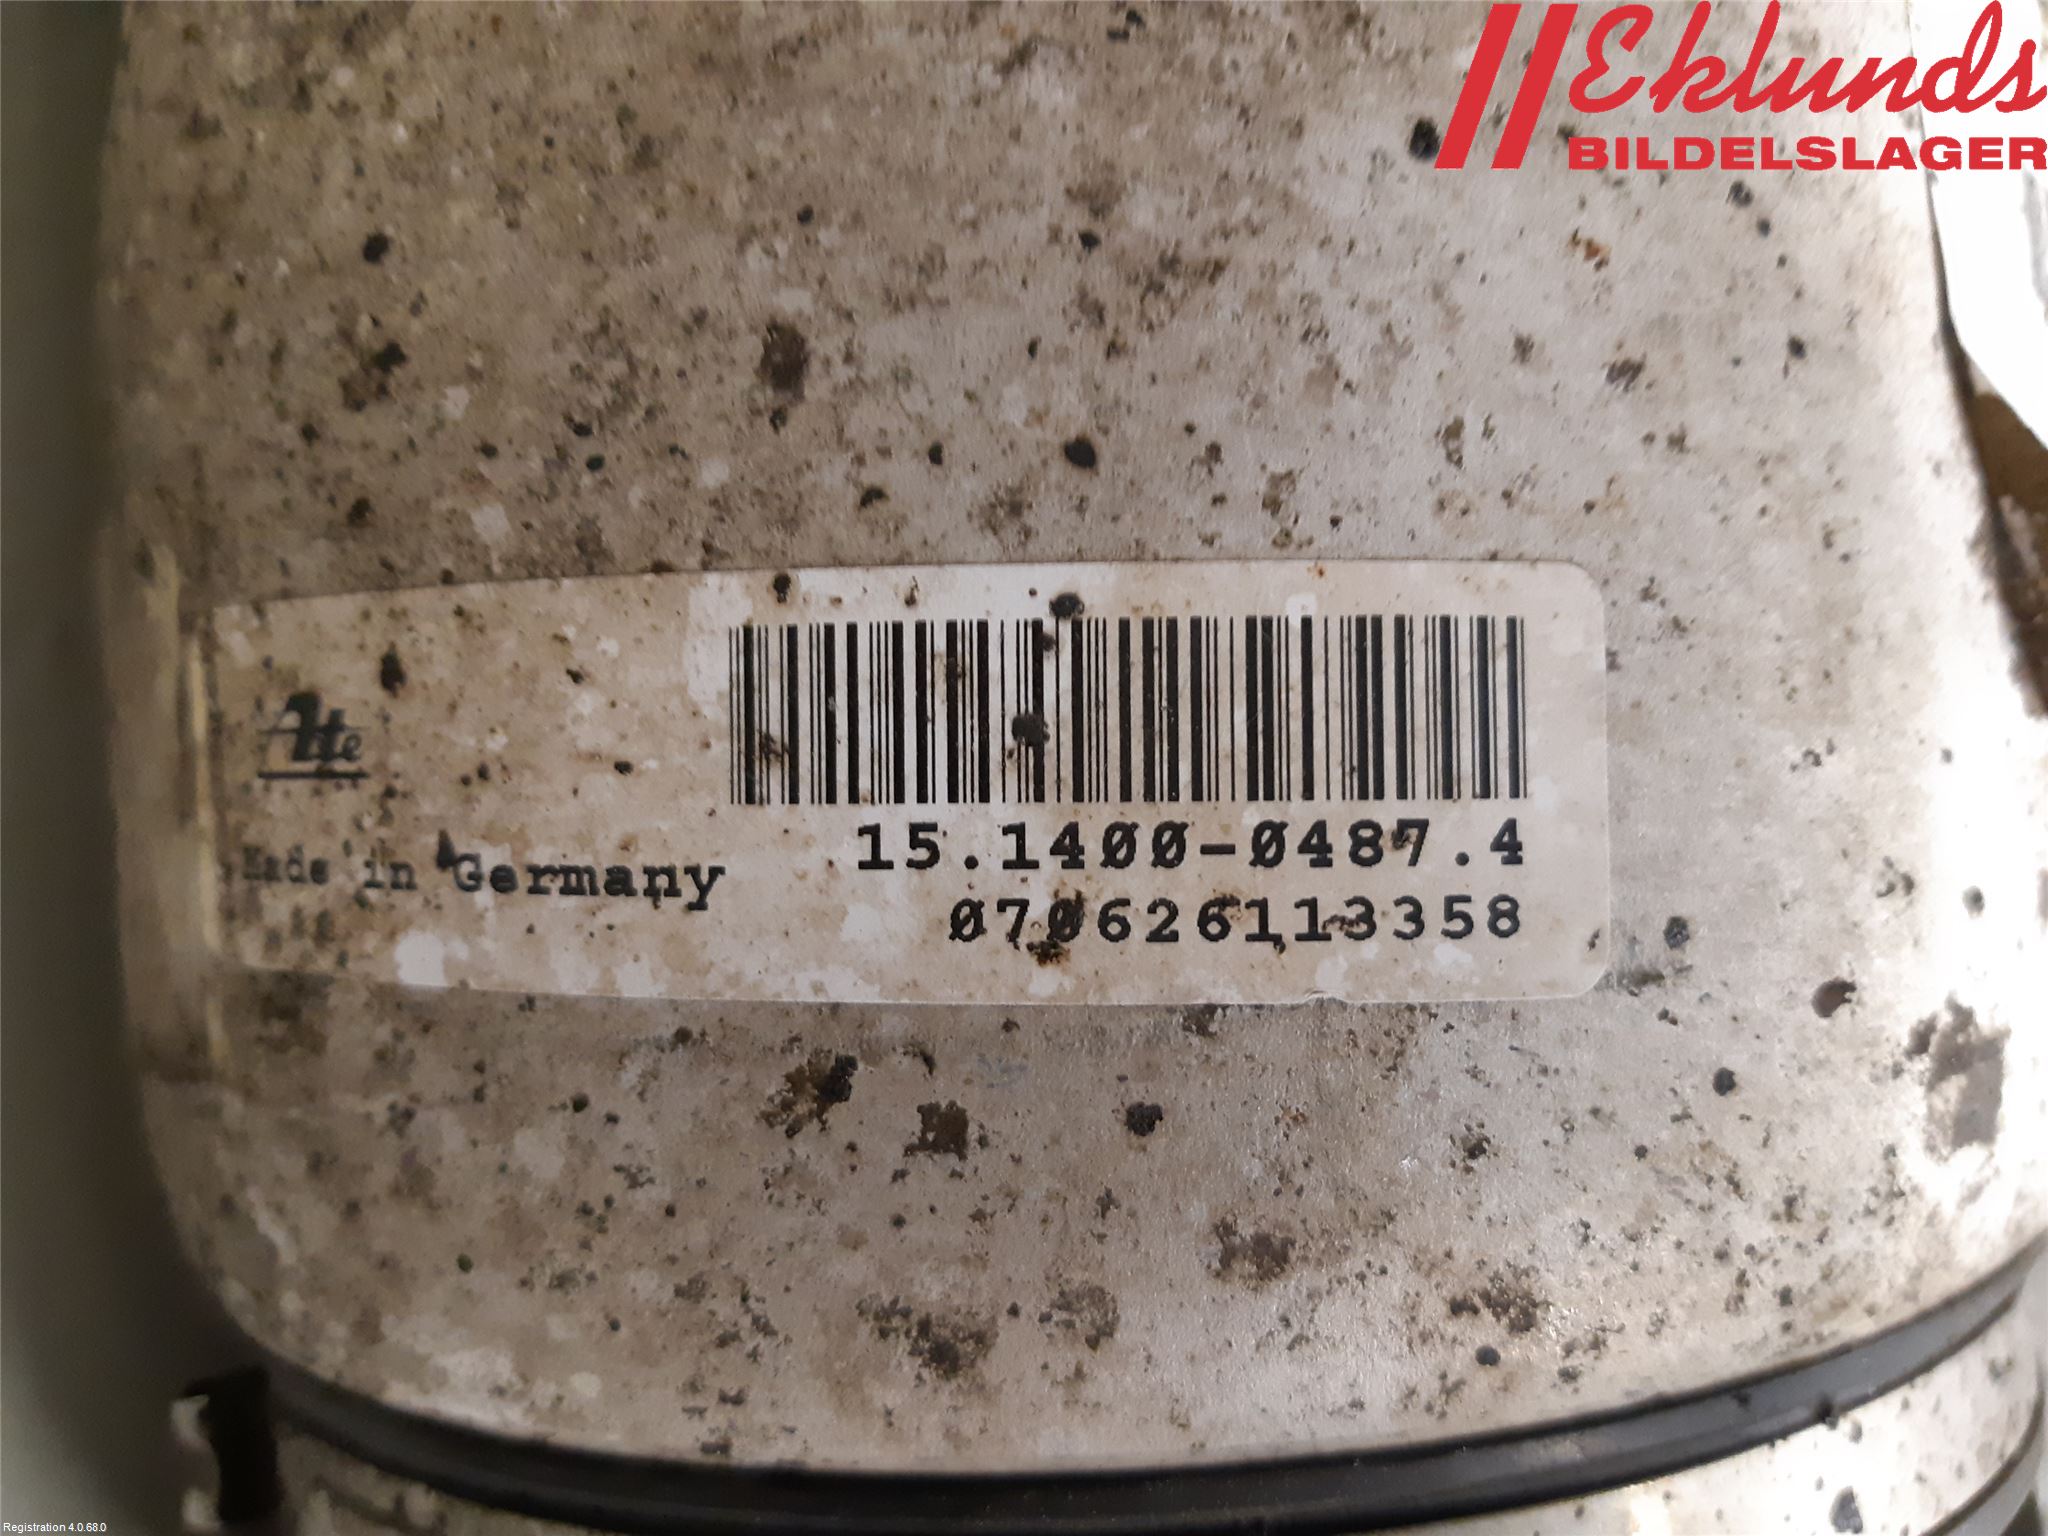 Eklunds
BILDELSLAGER
Ate
Made in Germany
15.1400-0487.4
070626113358
Registration 4.0.68.0